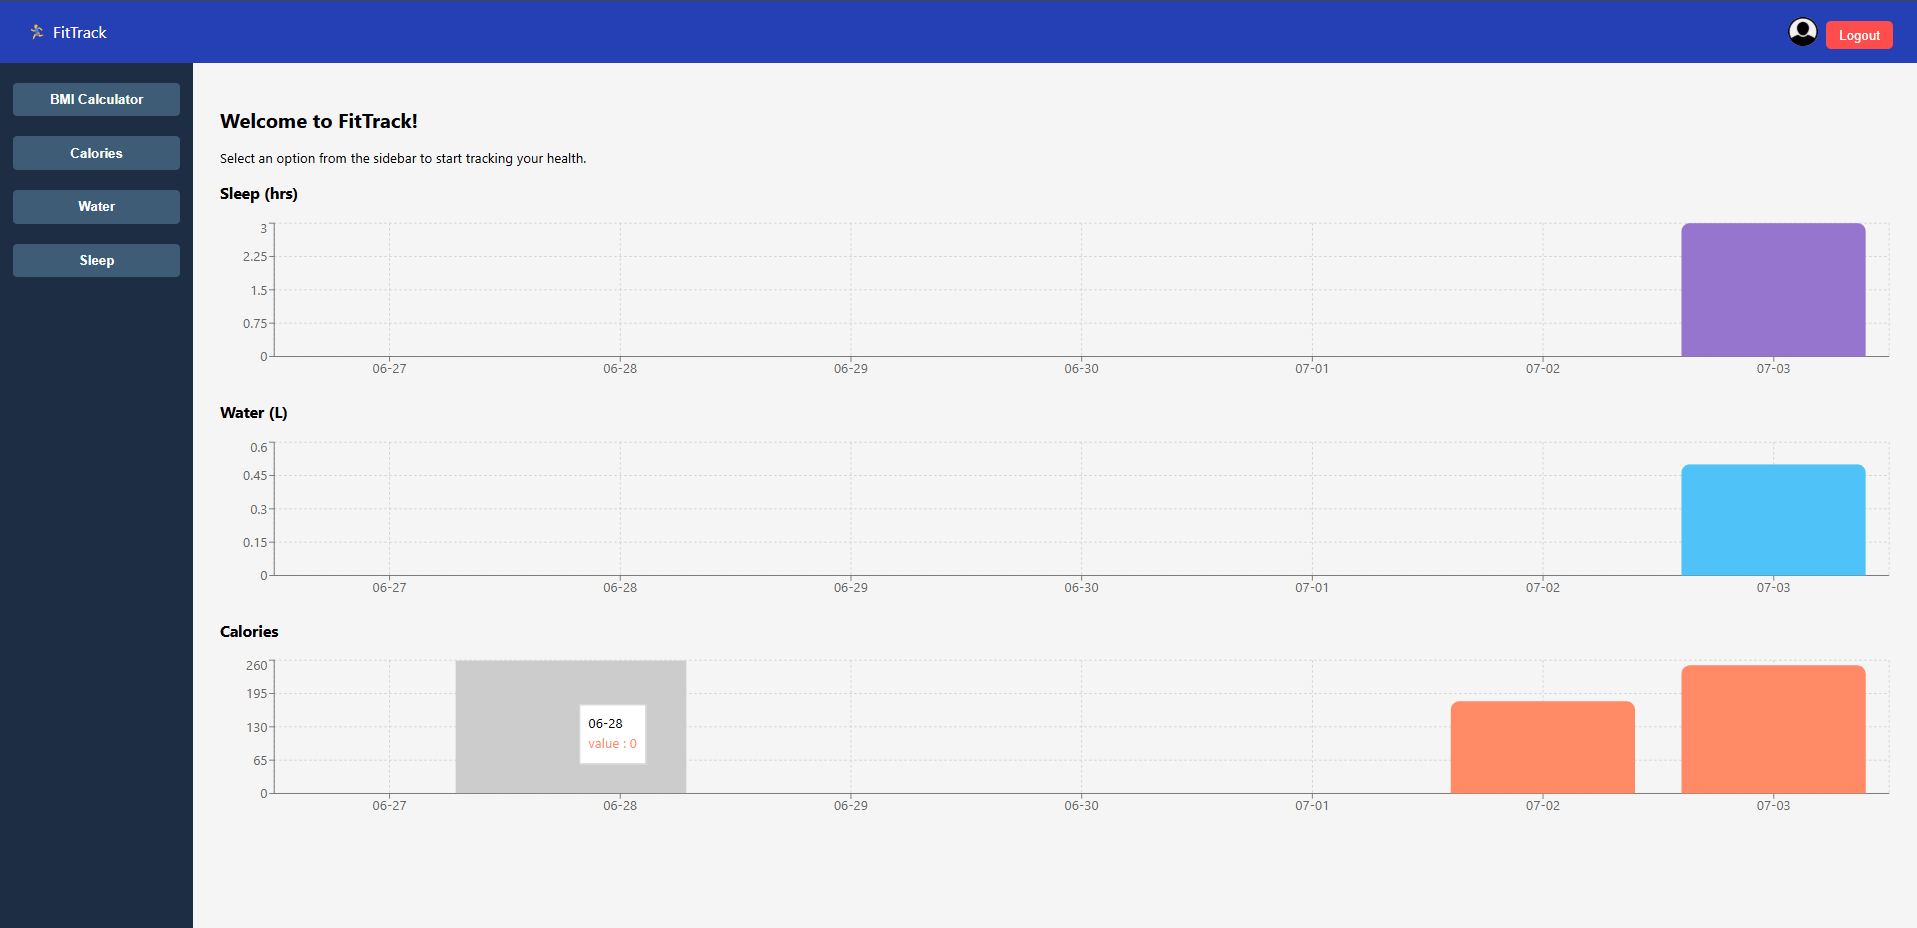 FitTrack
Logout
BMI Calculator
Calories
Water
Sleep
Welcome to FitTrack!
Select an option from the sidebar to start tracking your health.
Sleep (hrs)
3
2.25
1.5
0.75
0
06-27 06-28 06-29 06-30 07-01 07-02 07-03
Water (L)
0.6
0.45
0.3
0.15
0
06-27 06-28 06-29 06-30 07-01 07-02 07-03
Calories
260
195
130
65
0
06-28
value : 0
06-27 06-28 06-29 06-30 07-01 07-02 07-03